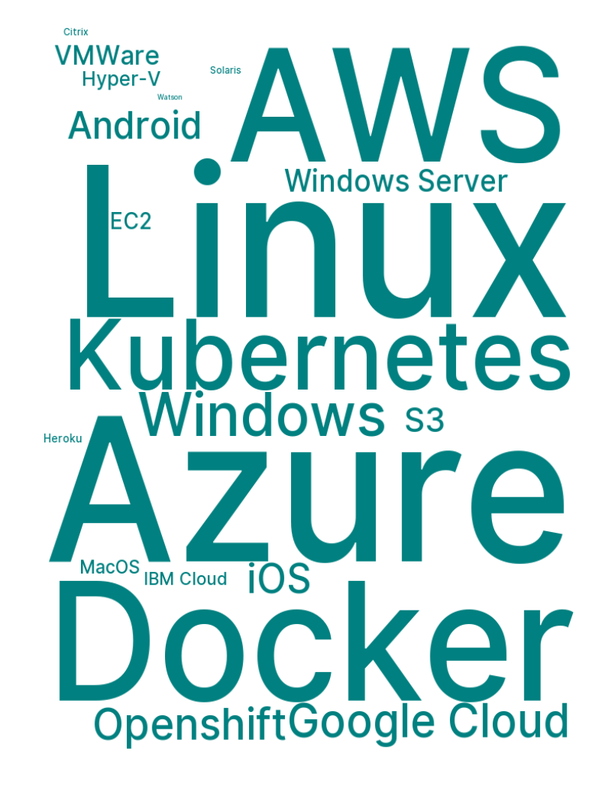 Citrix
VMWare
Hyper-V
Solaris
AWS
Watson
Android
Windows Server
Linux
EC2
Kubernetes
Windows
S3
Heroku
Azure
MacOS
IBM Cloud
iOS
Docker
Openshift
Google Cloud